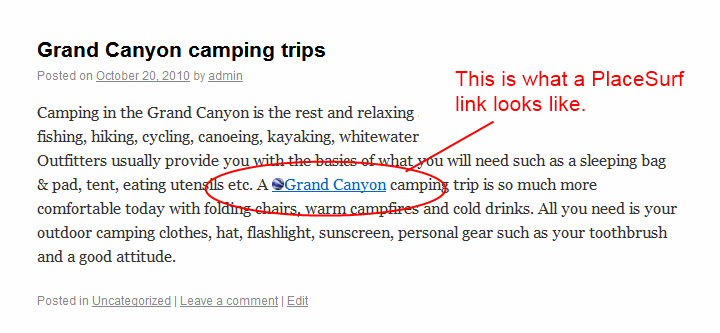 Grand Canyon camping trips
Posted on October 20, 2010 by admin
This is what a PlaceSurf
link looks like.
Camping in the Grand Canyon is the rest and relaxing
fishing, hiking, cycling, canoeing, kayaking, whitewater
Outfitters usually provide you with the basics of what you will need such as a sleeping bag
& pad, tent, eating utensils etc. A Grand Canyon camping trip is so much more
comfortable today with folding chairs, warm campfires and cold drinks. All you need is your
outdoor camping clothes, hat, flashlight, sunscreen, personal gear such as your toothbrush
and a good attitude.
Posted in Uncategorized | Leave a comment | Edit